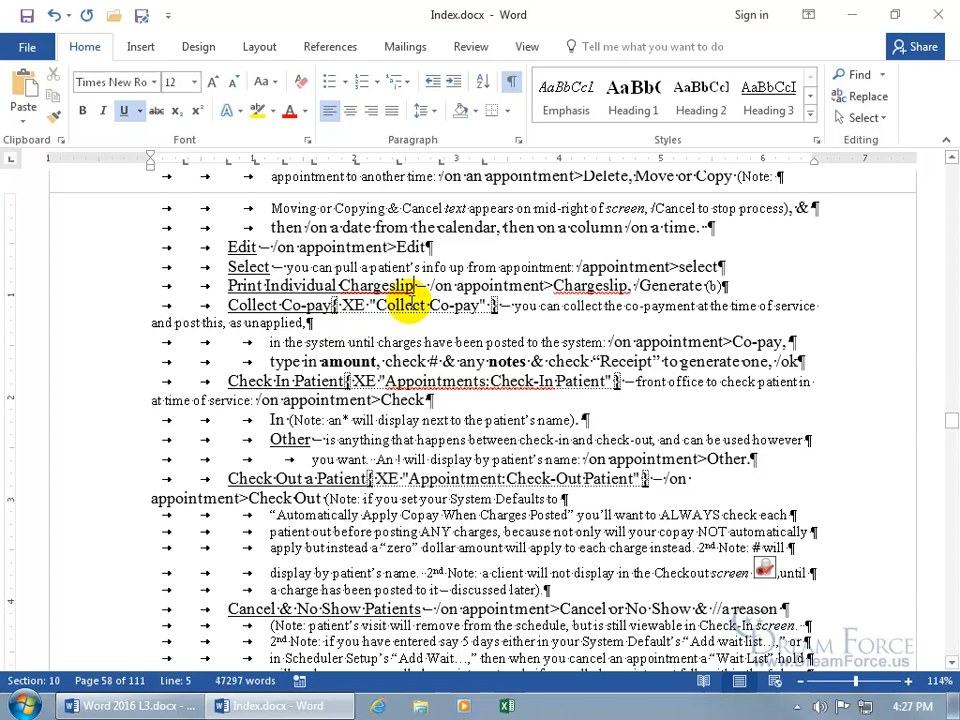 Index.docx - Word
Sign in
File Home Insert Design Layout References Mailings Review View Tell me what you want to do Share
Paste
Times New Ro 12
AaBbCcI AaBb( AaBbCcI AaBbCcI
Emphasis Heading 1 Heading 2 Heading 3
Find
Replace
Select
Clipboard Font Paragraph Styles Editing
appointment to another time: /on an appointment>Delete, Move or Copy (Note: ¶
Moving or Copying & Cancel text appears on mid-right of screen, /Cancel to stop process), & ¶
then /on a date from the calendar, then on a column /on a time. ¶
Edit – /on appointment>Edit¶
Select – you can pull a patient's info up from appointment: /appointment>select¶
Print Individual Chargeslip – /on appointment>Chargeslip, /Generate (b)¶
Collect Co-pay{ XE "Collect Co-pay" } – you can collect the co-payment at the time of service
and post this, as unapplied,¶
in the system until charges have been posted to the system: /on appointment>Co-pay, ¶
type in amount, check # & any notes & check “Receipt” to generate one, /ok¶
Check In Patient{ XE "Appointments:Check-In Patient" } – front office to check patient in
at time of service: /on appointment>Check¶
In (Note: an* will display next to the patient's name). ¶
Other – is anything that happens between check-in and check-out, and can be used however ¶
you want. An ! will display by patient's name: /on appointment>Other. ¶
Check Out a Patient{ XE "Appointment:Check-Out Patient" } – /on
appointment>Check Out (Note: if you set your System Defaults to ¶
“Automatically Apply Copay When Charges Posted” you'll want to ALWAYS check each ¶
patient out before posting ANY charges, because not only will your copay NOT automatically ¶
apply but instead a “zero” dollar amount will apply to each charge instead. 2nd Note: # will ¶
display by patient's name. 2nd Note: a client will not display in the Checkout screen ,until ¶
a charge has been posted to it – discussed later). ¶
Cancel & No Show Patients – /on appointment>Cancel or No Show & //a reason ¶
(Note: patient's visit will remove from the schedule, but is still viewable in Check-In screen. ¶
2nd Note: if you have entered say 5 days either in your System Default's “Add wait list…,” or ¶
in Scheduler Setup's “Add Wait…,” then when you cancel an appointment a “Wait List” hold ¶
DREAM FORCE
www.DreamForce.us
Section: 10 Page 58 of 111 Line: 5 47297 words 114%
Word 2016 L3.docx - ... Index.docx - Word 4:27 PM